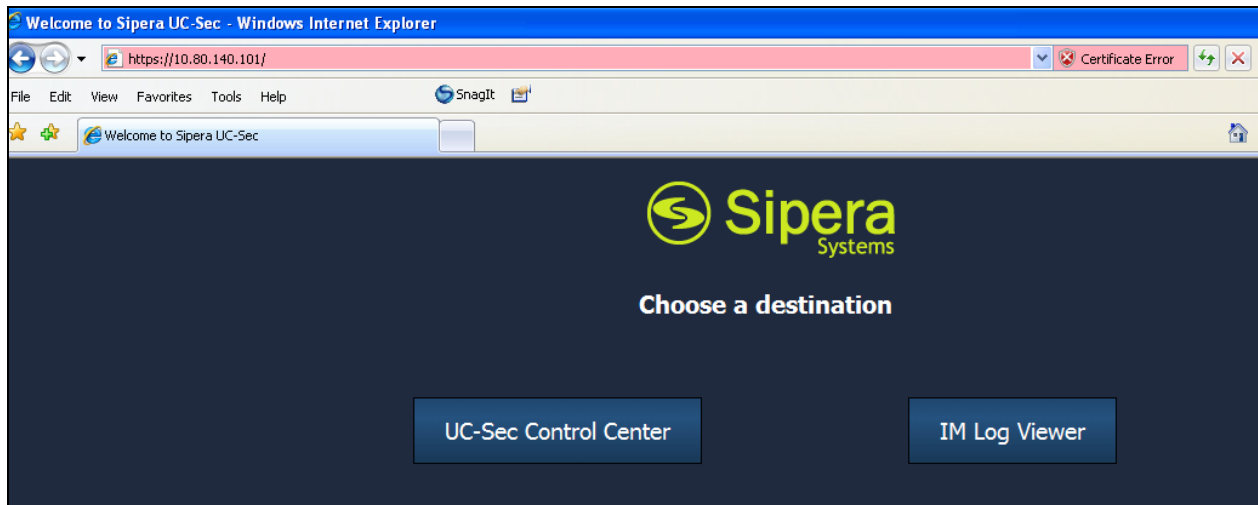 Welcome to Sipera UC-Sec - Windows Internet Explorer
https://10.80.140.101/ Certificate Error
File Edit View Favorites Tools Help SnagIt
Welcome to Sipera UC-Sec
Sipera
Systems
Choose a destination
UC-Sec Control Center IM Log Viewer